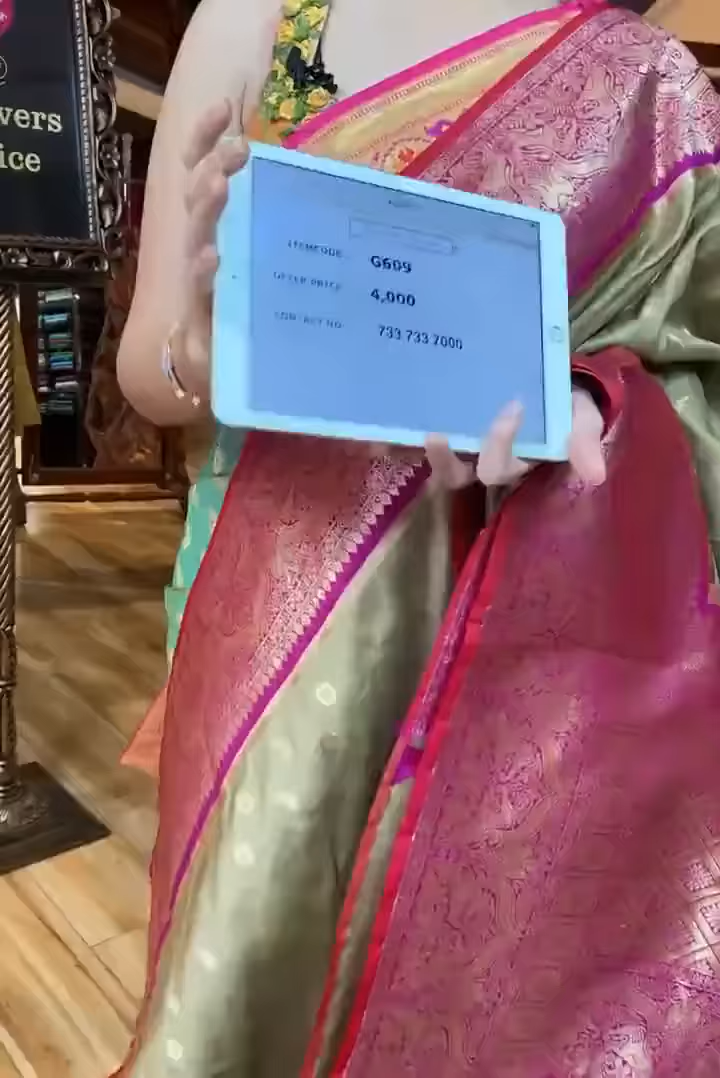 vers
ice
ITEMCODE: G609
OFFER PRICE: 4,000
CONTACT NO: 733 733 7000